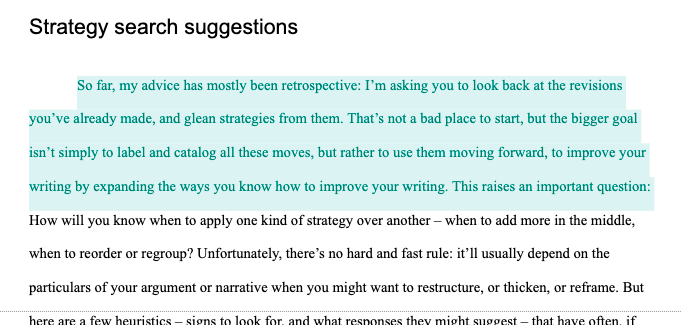 Strategy search suggestions
So far, my advice has mostly been retrospective: I’m asking you to look back at the revisions
you’ve already made, and glean strategies from them. That’s not a bad place to start, but the bigger goal
isn’t simply to label and catalog all these moves, but rather to use them moving forward, to improve your
writing by expanding the ways you know how to improve your writing. This raises an important question:
How will you know when to apply one kind of strategy over another – when to add more in the middle,
when to reorder or regroup? Unfortunately, there’s no hard and fast rule: it’ll usually depend on the
particulars of your argument or narrative when you might want to restructure, or thicken, or reframe. But
here are a few heuristics – signs to look for, and what responses they might suggest – that have often, if